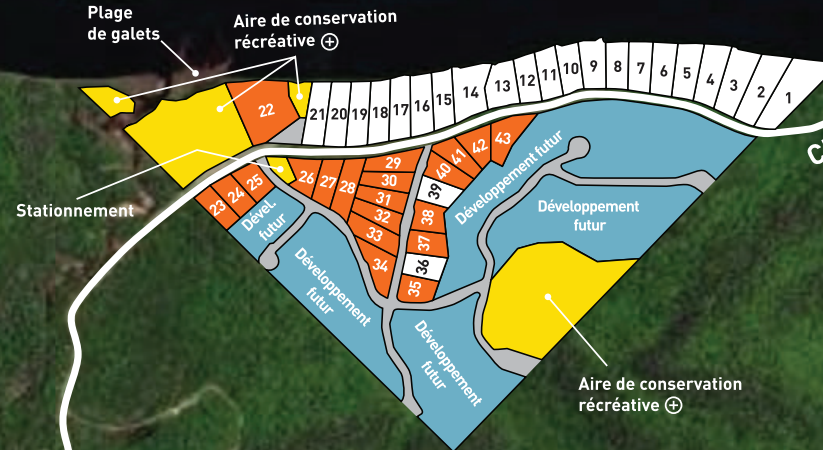 Plage
de galets
Aire de conservation
récréative ⊕
22
21 20 19 18 17 16 15 14 13 12 11 10 9 8 7 6 5 4 3 2 1
Stationnement
23 24 25
26 27 28
29
30
31
32
33
34
35
36
37
38
39
40 41 42 43
Dével.
futur
Développement
futur
Développement
futur
Développement futur
Développement
futur
Aire de conservation
récréative ⊕